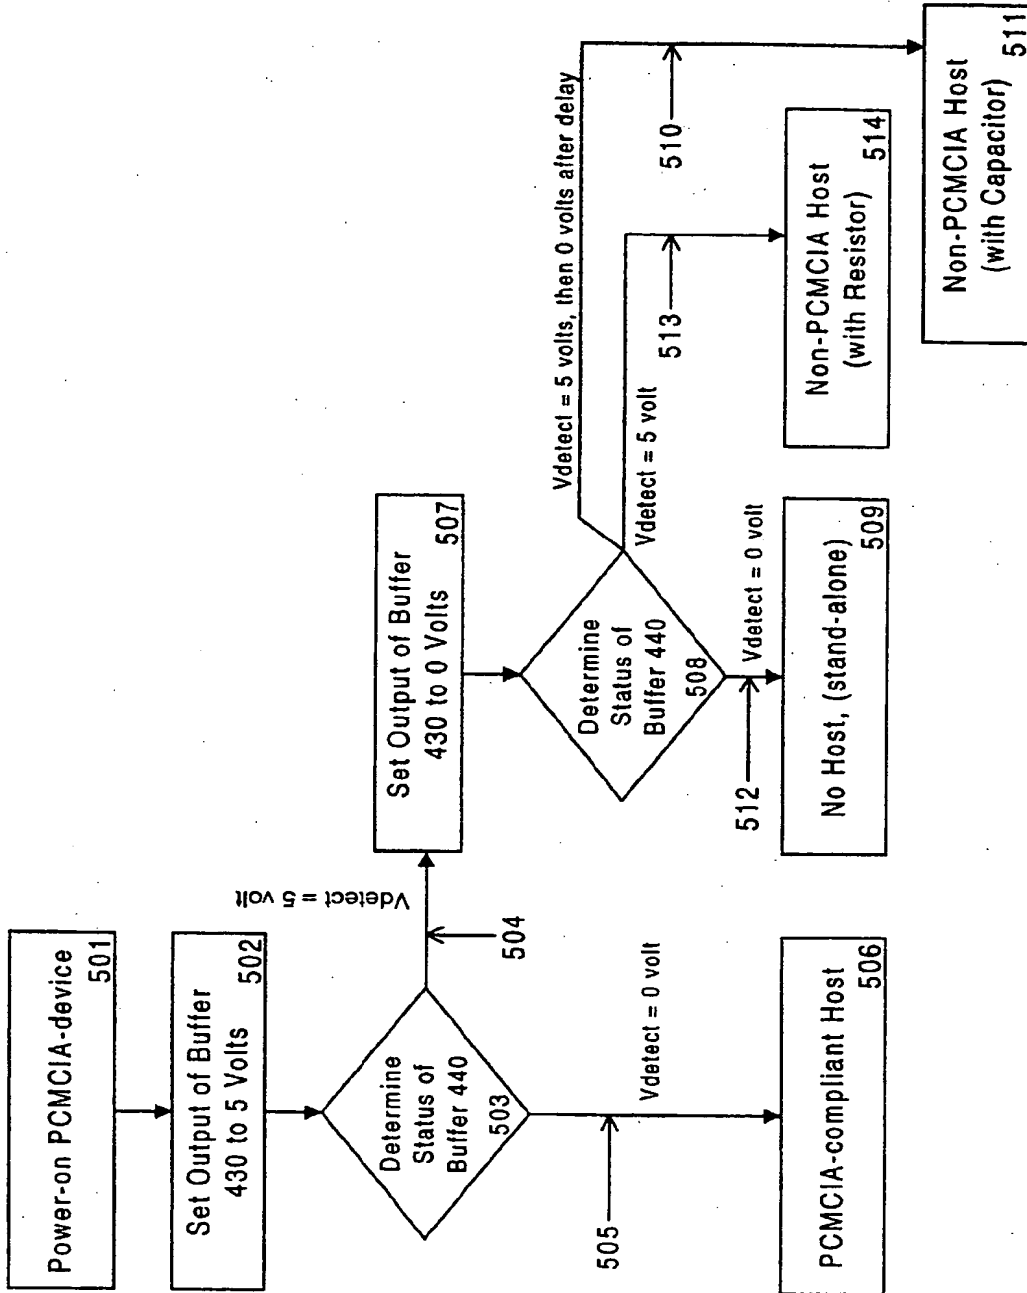 Power-on PCMCIA-device
501
Set Output of Buffer
430 to 5 Volts
502
Determine
Status of
Buffer 440
503
Vdetect = 5 volt
504
505
Vdetect = 0 volt
PCMCIA-compliant Host
506
Set Output of Buffer
430 to 0 Volts
507
Determine
Status of
Buffer 440
508
Vdetect = 5 volts, then 0 volts after delay
510
Vdetect = 5 volt
513
512
Vdetect = 0 volt
No Host, (stand-alone)
509
Non-PCMCIA Host
(with Resistor)
514
Non-PCMCIA Host
(with Capacitor)
511